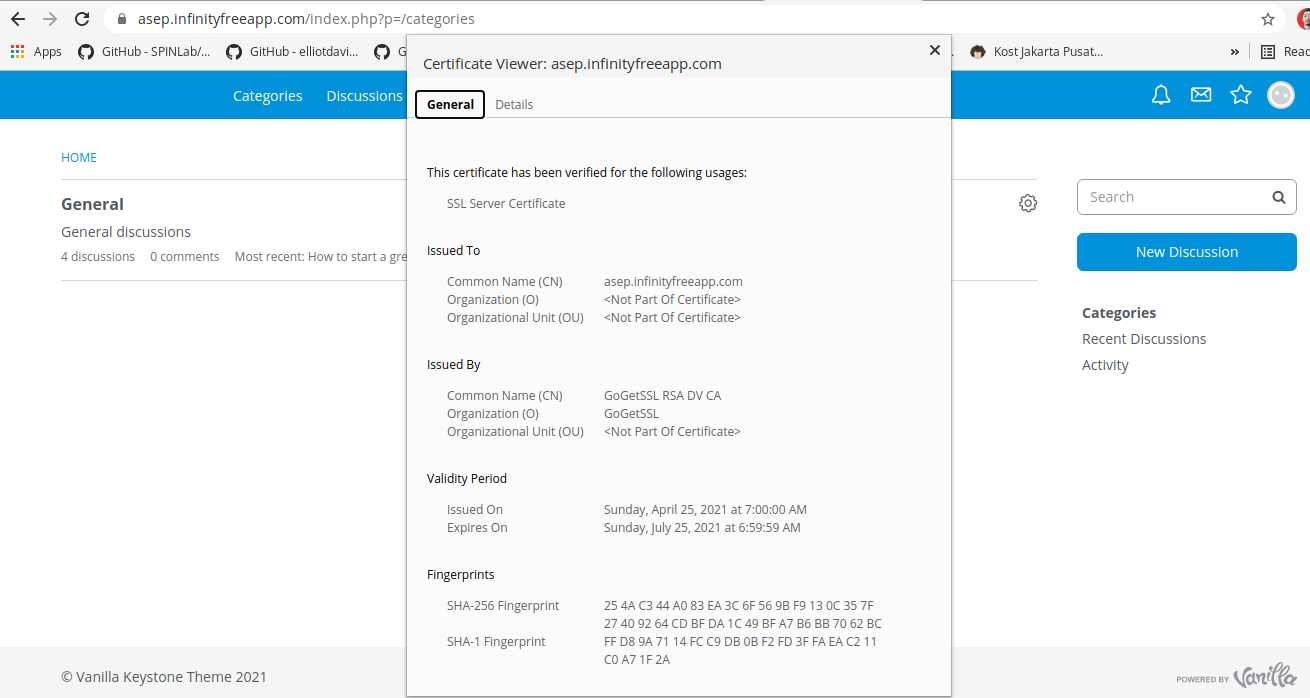 asep.infinityfreeapp.com/index.php?p=/categories
Apps GitHub - SPINLab/... GitHub - elliotdavi... G Kost Jakarta Pusat... » Read
Certificate Viewer: asep.infinityfreeapp.com
Categories Discussions
General Details
HOME
This certificate has been verified for the following usages:
SSL Server Certificate
General
General discussions
4 discussions 0 comments Most recent: How to start a gre
Search
New Discussion
Categories
Recent Discussions
Activity
Issued To
Common Name (CN) asep.infinityfreeapp.com
Organization (O) <Not Part Of Certificate>
Organizational Unit (OU) <Not Part Of Certificate>
Issued By
Common Name (CN) GoGetSSL RSA DV CA
Organization (O) GoGetSSL
Organizational Unit (OU) <Not Part Of Certificate>
Validity Period
Issued On Sunday, April 25, 2021 at 7:00:00 AM
Expires On Sunday, July 25, 2021 at 6:59:59 AM
Fingerprints
SHA-256 Fingerprint 25 4A C3 44 A0 83 EA 3C 6F 56 9B F9 13 0C 35 7F
27 40 92 64 CD BF DA 1C 49 BF A7 B6 BB 70 62 BC
SHA-1 Fingerprint FF D8 9A 71 14 FC C9 DB 0B F2 FD 3F FA EA C2 11
C0 A7 1F 2A
© Vanilla Keystone Theme 2021
POWERED BY Vanilla